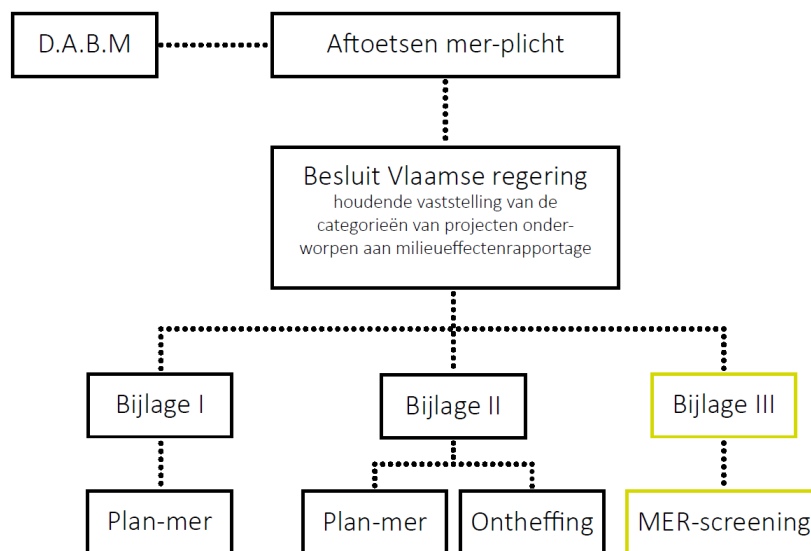 D.A.B.M
Aftoetsen mer-plicht
Besluit Vlaamse regering
houdende vaststelling van de
categorieën van projecten onder-
worpen aan milieueffectenrapportage
Bijlage I
Bijlage II
Bijlage III
Plan-mer
Plan-mer
Ontheffing
MER-screening